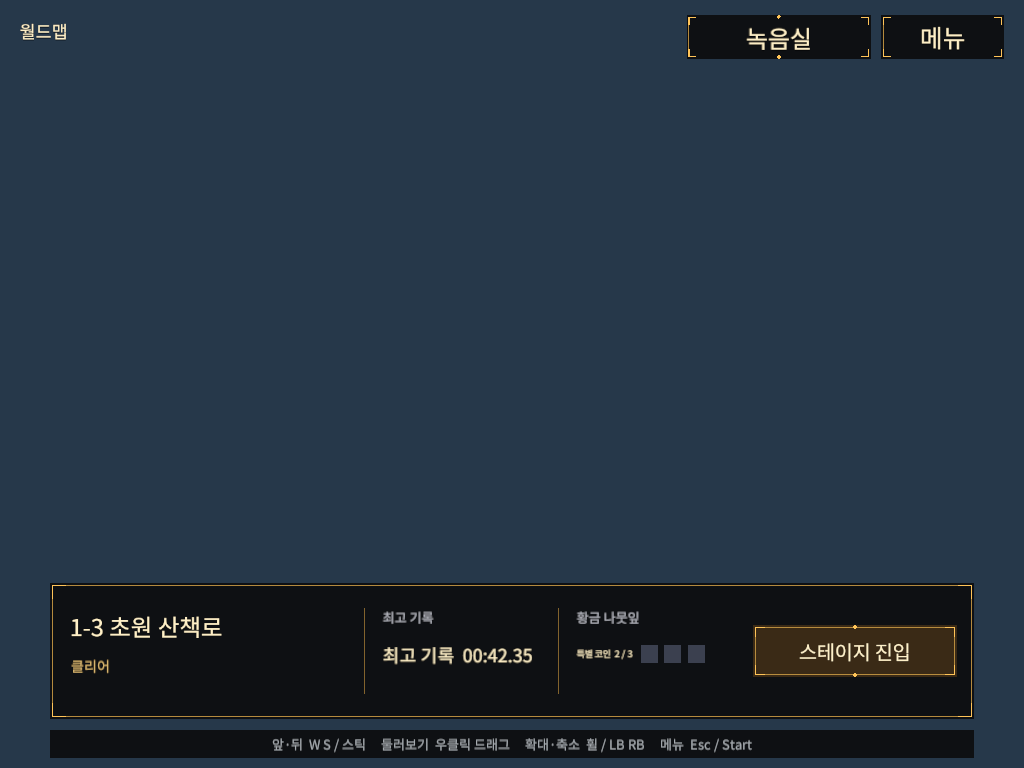 월드맵
녹음실
메뉴
1-3 초원 산책로
클리어
최고 기록
최고 기록 00:42.35
황금 나뭇잎
특별 코인 2 / 3
스테이지 진입
앞·뒤 W S / 스틱 둘러보기 우클릭 드래그 확대·축소 휠 / LB RB 메뉴 Esc / Start